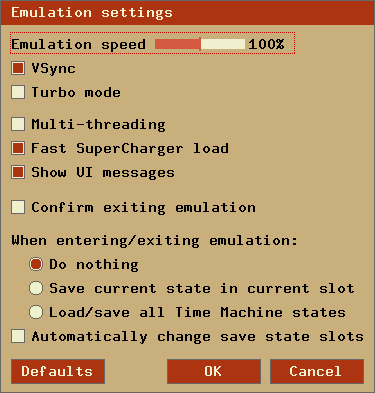 Emulation settings
Emulation speed 100%
VSync
Turbo mode
Multi-threading
Fast SuperCharger load
Show UI messages
Confirm exiting emulation
When entering/exiting emulation:
Do nothing
Save current state in current slot
Load/save all Time Machine states
Automatically change save state slots
Defaults OK Cancel